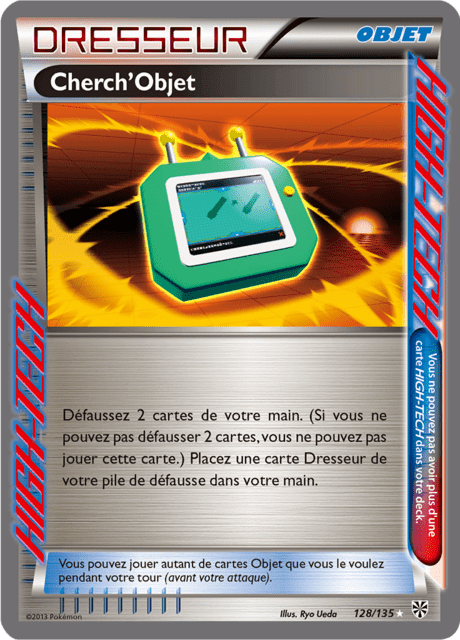 DRESSEUR
OBJET
Cherch'Objet
HIGH-TECH
HIGH-TECH
Vous ne pouvez pas avoir plus d'une
carte HIGH-TECH dans votre deck.
Défaussez 2 cartes de votre main. (Si vous ne
pouvez pas défausser 2 cartes, vous ne pouvez pas
jouer cette carte.) Placez une carte Dresseur de
votre pile de défausse dans votre main.
Vous pouvez jouer autant de cartes Objet que vous le voulez
pendant votre tour (avant votre attaque).
©2013 Pokémon
Illus. Ryo Ueda
128/135